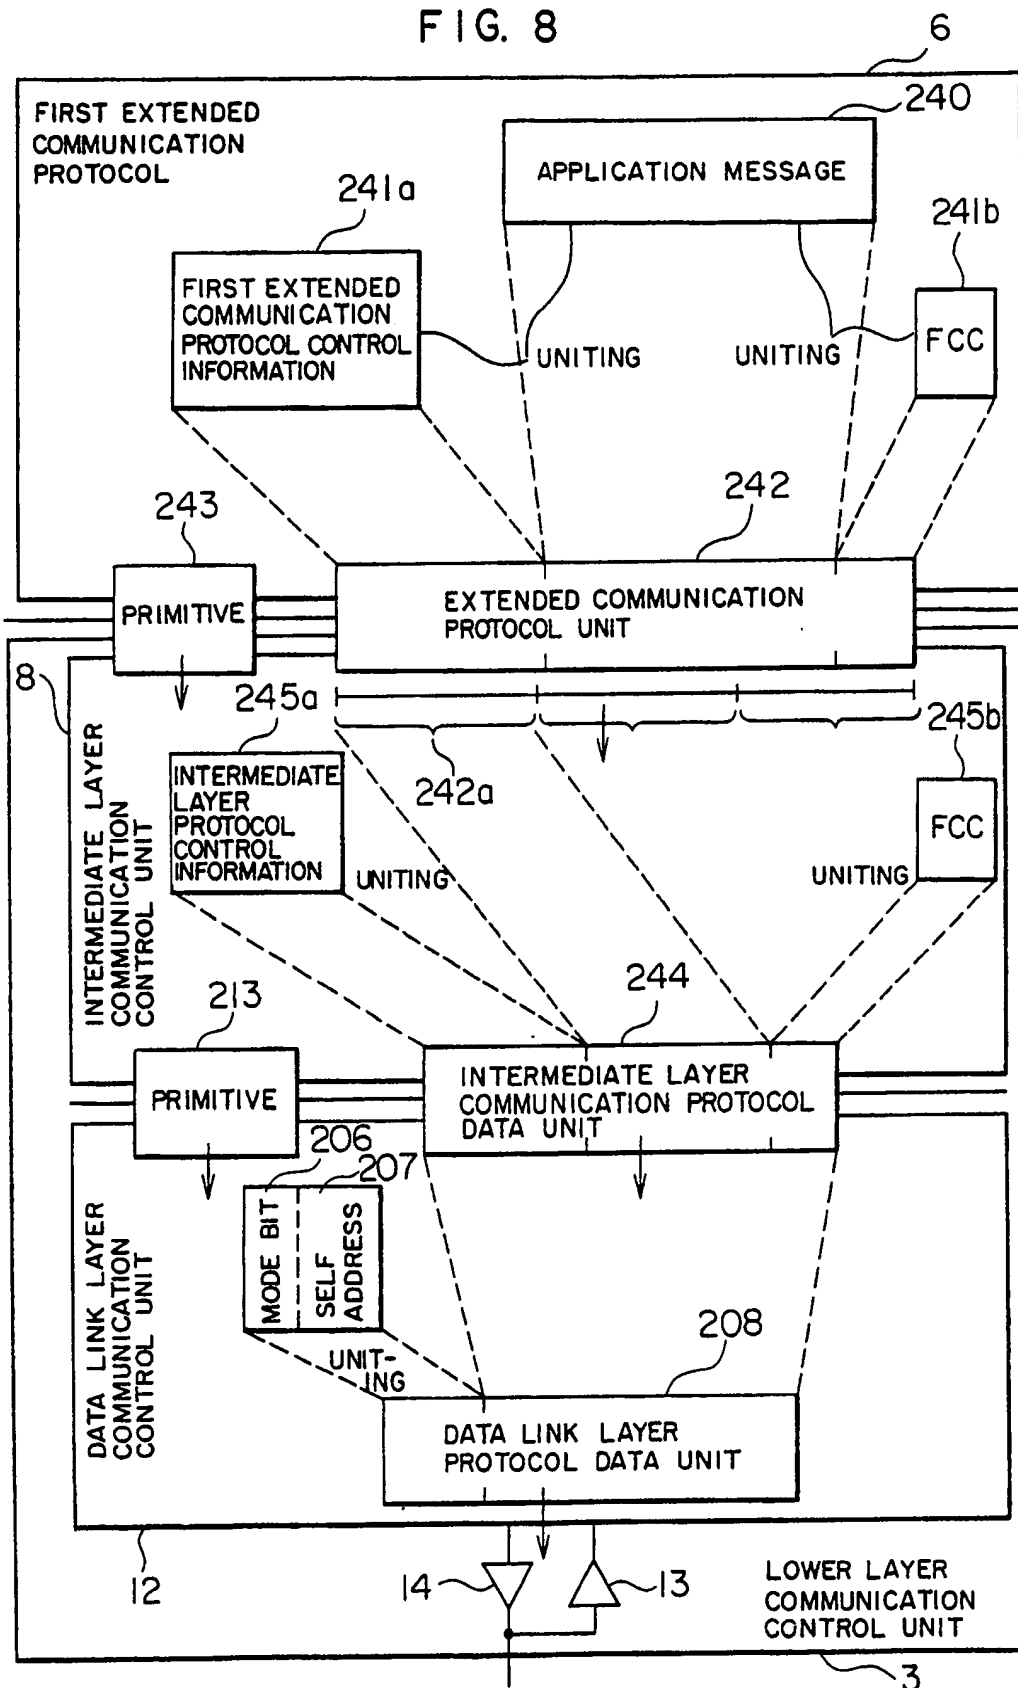 FIG. 8
6
FIRST EXTENDED
COMMUNICATION
PROTOCOL
240
APPLICATION MESSAGE
241a
241b
FIRST EXTENDED
COMMUNICATION
PROTOCOL CONTROL
INFORMATION
UNITING
UNITING
FCC
243
242
PRIMITIVE
EXTENDED COMMUNICATION
PROTOCOL UNIT
8
245a
242a
245b
INTERMEDIATE LAYER
COMMUNICATION
CONTROL UNIT
INTERMEDIATE
LAYER
PROTOCOL
CONTROL
INFORMATION
UNITING
UNITING
FCC
213
244
PRIMITIVE
INTERMEDIATE LAYER
COMMUNICATION PROTOCOL
DATA UNIT
206
207
DATA LINK LAYER
COMMUNICATION
CONTROL UNIT
MODE BIT
SELF
ADDRESS
UNIT-
ING
208
DATA LINK LAYER
PROTOCOL DATA UNIT
12
14
13
LOWER LAYER
COMMUNICATION
CONTROL UNIT
3